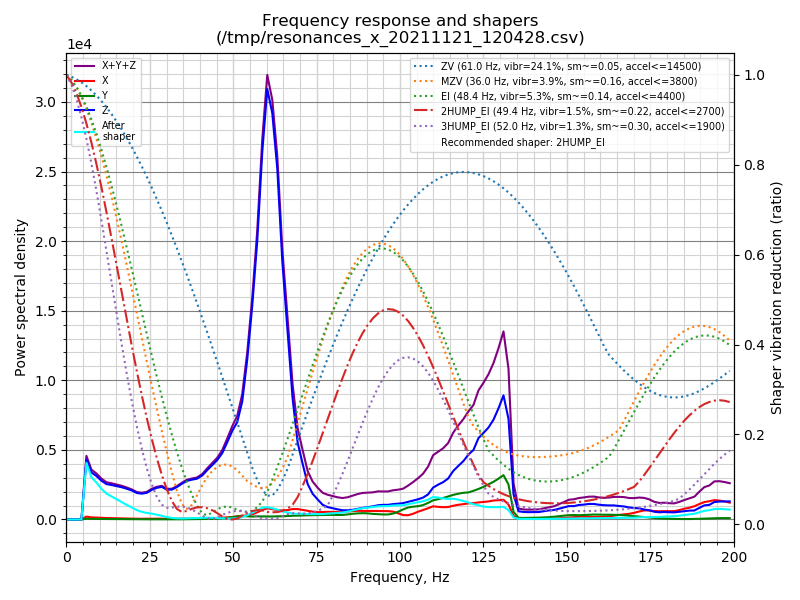 Frequency response and shapers
(/tmp/resonances_x_20211121_120428.csv)
1e4
X+Y+Z
X
Y
Z
After
shaper
ZV (61.0 Hz, vibr=24.1%, sm~=0.05, accel<=14500)
MZV (36.0 Hz, vibr=3.9%, sm~=0.16, accel<=3800)
EI (48.4 Hz, vibr=5.3%, sm~=0.14, accel<=4400)
2HUMP_EI (49.4 Hz, vibr=1.5%, sm~=0.22, accel<=2700)
3HUMP_EI (52.0 Hz, vibr=1.3%, sm~=0.30, accel<=1900)
Recommended shaper: 2HUMP_EI
Power spectral density
3.0
2.5
2.0
1.5
1.0
0.5
0.0
1.0
0.8
0.6
0.4
0.2
0.0
Shaper vibration reduction (ratio)
0 25 50 75 100 125 150 175 200
Frequency, Hz